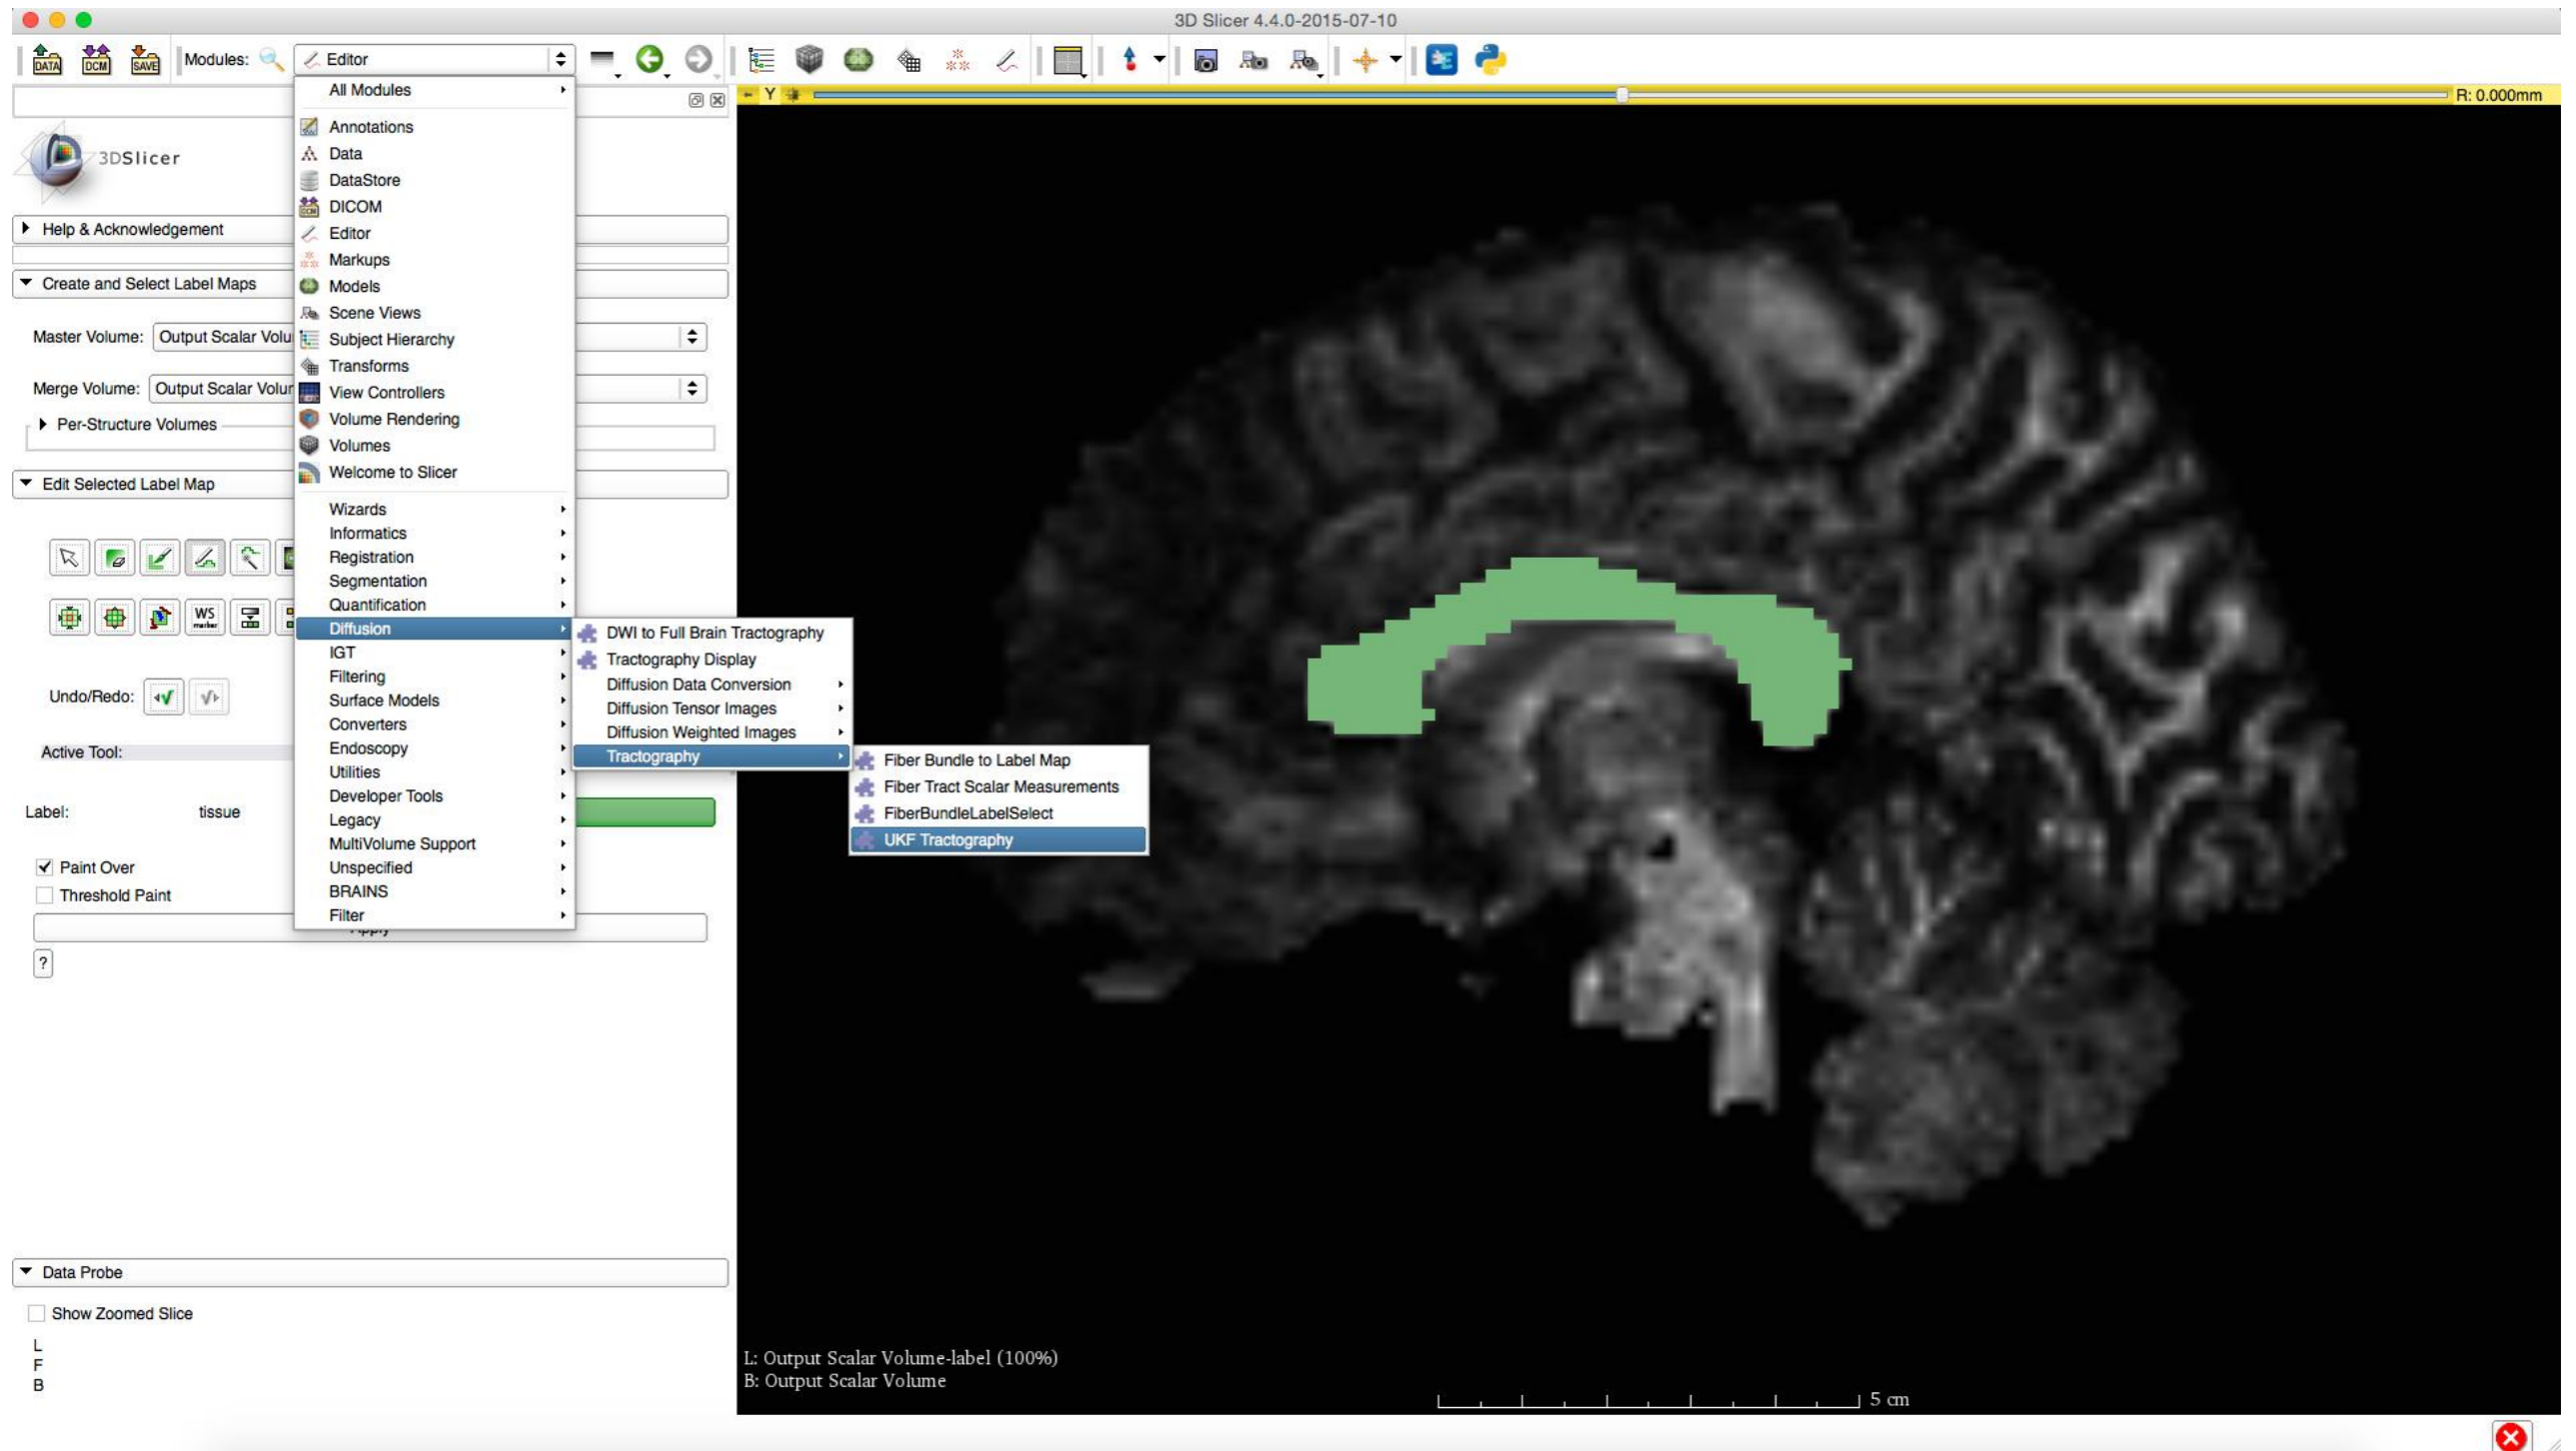 3D Slicer 4.4.0-2015-07-10
DATA
DCM
SAVE
Modules:
Editor
All Modules
Annotations
Data
DataStore
DICOM
Editor
Markups
Models
Scene Views
Subject Hierarchy
Transforms
View Controllers
Volume Rendering
Volumes
Welcome to Slicer
Wizards
Informatics
Registration
Segmentation
Quantification
Diffusion
IGT
Filtering
Surface Models
Converters
Endoscopy
Utilities
Developer Tools
Legacy
MultiVolume Support
Unspecified
BRAINS
Filter
DWI to Full Brain Tractography
Tractography Display
Diffusion Data Conversion
Diffusion Tensor Images
Diffusion Weighted Images
Tractography
Fiber Bundle to Label Map
Fiber Tract Scalar Measurements
FiberBundleLabelSelect
UKF Tractography
3DSlicer
Help & Acknowledgement
Create and Select Label Maps
Master Volume: Output Scalar Volu
Merge Volume: Output Scalar Volu
Per-Structure Volumes
Edit Selected Label Map
WS
marker
Undo/Redo:
Active Tool:
Label: tissue
Paint Over
Threshold Paint
?
Data Probe
Show Zoomed Slice
L
F
B
Y
R: 0.000mm
L: Output Scalar Volume-label (100%)
B: Output Scalar Volume
5 cm